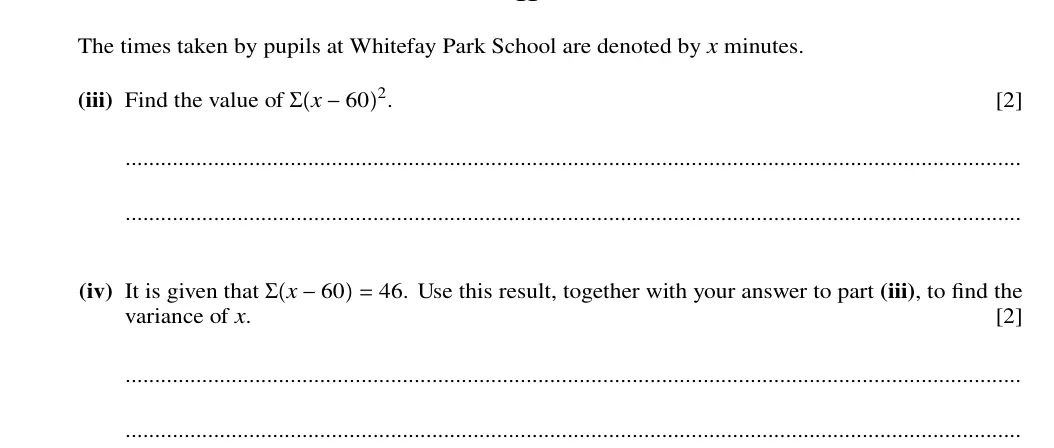 The times taken by pupils at Whitefay Park School are denoted by x minutes.
(iii) Find the value of Σ(x – 60)². [2]
(iv) It is given that Σ(x – 60) = 46. Use this result, together with your answer to part (iii), to find the
variance of x. [2]